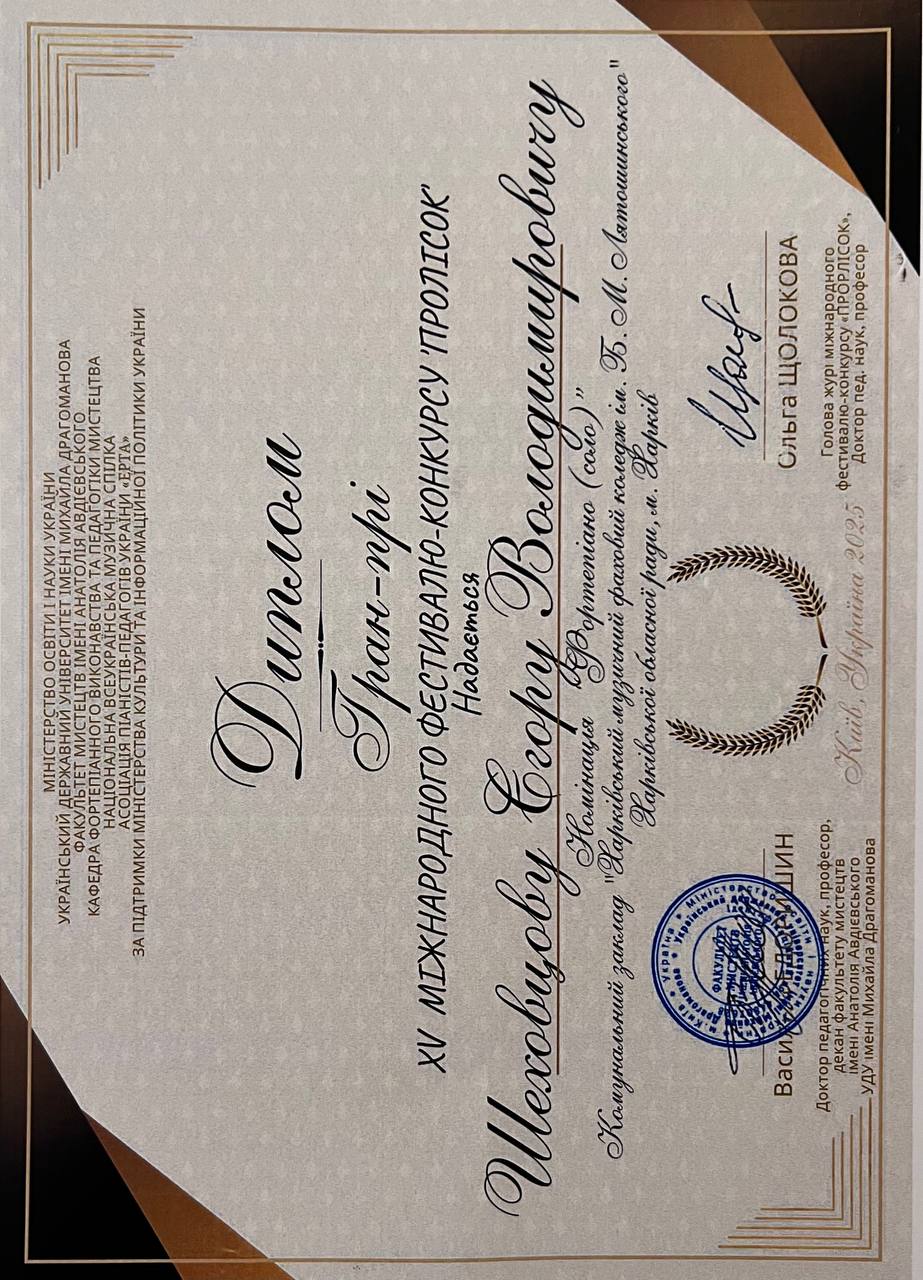 МІНІСТЕРСТВО ОСВІТИ І НАУКИ УКРАЇНИ
УКРАЇНСЬКИЙ ДЕРЖАВНИЙ УНІВЕРСИТЕТ ІМЕНІ МИХАЙЛА ДРАГОМАНОВА
ФАКУЛЬТЕТ МИСТЕЦТВ ІМЕНІ АНАТОЛІЯ АВДІЄВСЬКОГО
КАФЕДРА ФОРТЕПІАННОГО ВИКОНАВСТВА ТА ПЕДАГОГІКИ МИСТЕЦТВА
НАЦІОНАЛЬНА ВСЕУКРАЇНСЬКА МУЗИЧНА СПІЛКА
АСОЦІАЦІЯ ПІАНІСТІВ-ПЕДАГОГІВ УКРАЇНИ «ЕРТА»
ЗА ПІДТРИМКИ МІНІСТЕРСТВА КУЛЬТУРИ ТА ІНФОРМАЦІЙНОЇ ПОЛІТИКИ УКРАЇНИ
Диплом
Гран-прі
XV МІЖНАРОДНОГО ФЕСТИВАЛЮ-КОНКУРСУ 'ПРОЛІСОК'
Надається
Шеховцову Єгору Володимировичу
Номінація "Фортепіано (соло)"
Комунальний заклад "Харківський музичний фаховий коледж ім. Б. М. Лятошинського"
Харківської обласної ради, м. Харків
ФАКУЛЬТЕТ
МИСТЕЦТВ
Василь
Доктор педагогічних наук, професор,
декан факультету мистецтв
імені Анатолія Авдієвського
УДУ імені Михайла Драгоманова
Київ, Україна 2025
Ольга ЩОЛОКОВА
Голова журі міжнародного
фестивалю-конкурсу «ПРОРЛІСОК»,
Доктор пед. наук, професор